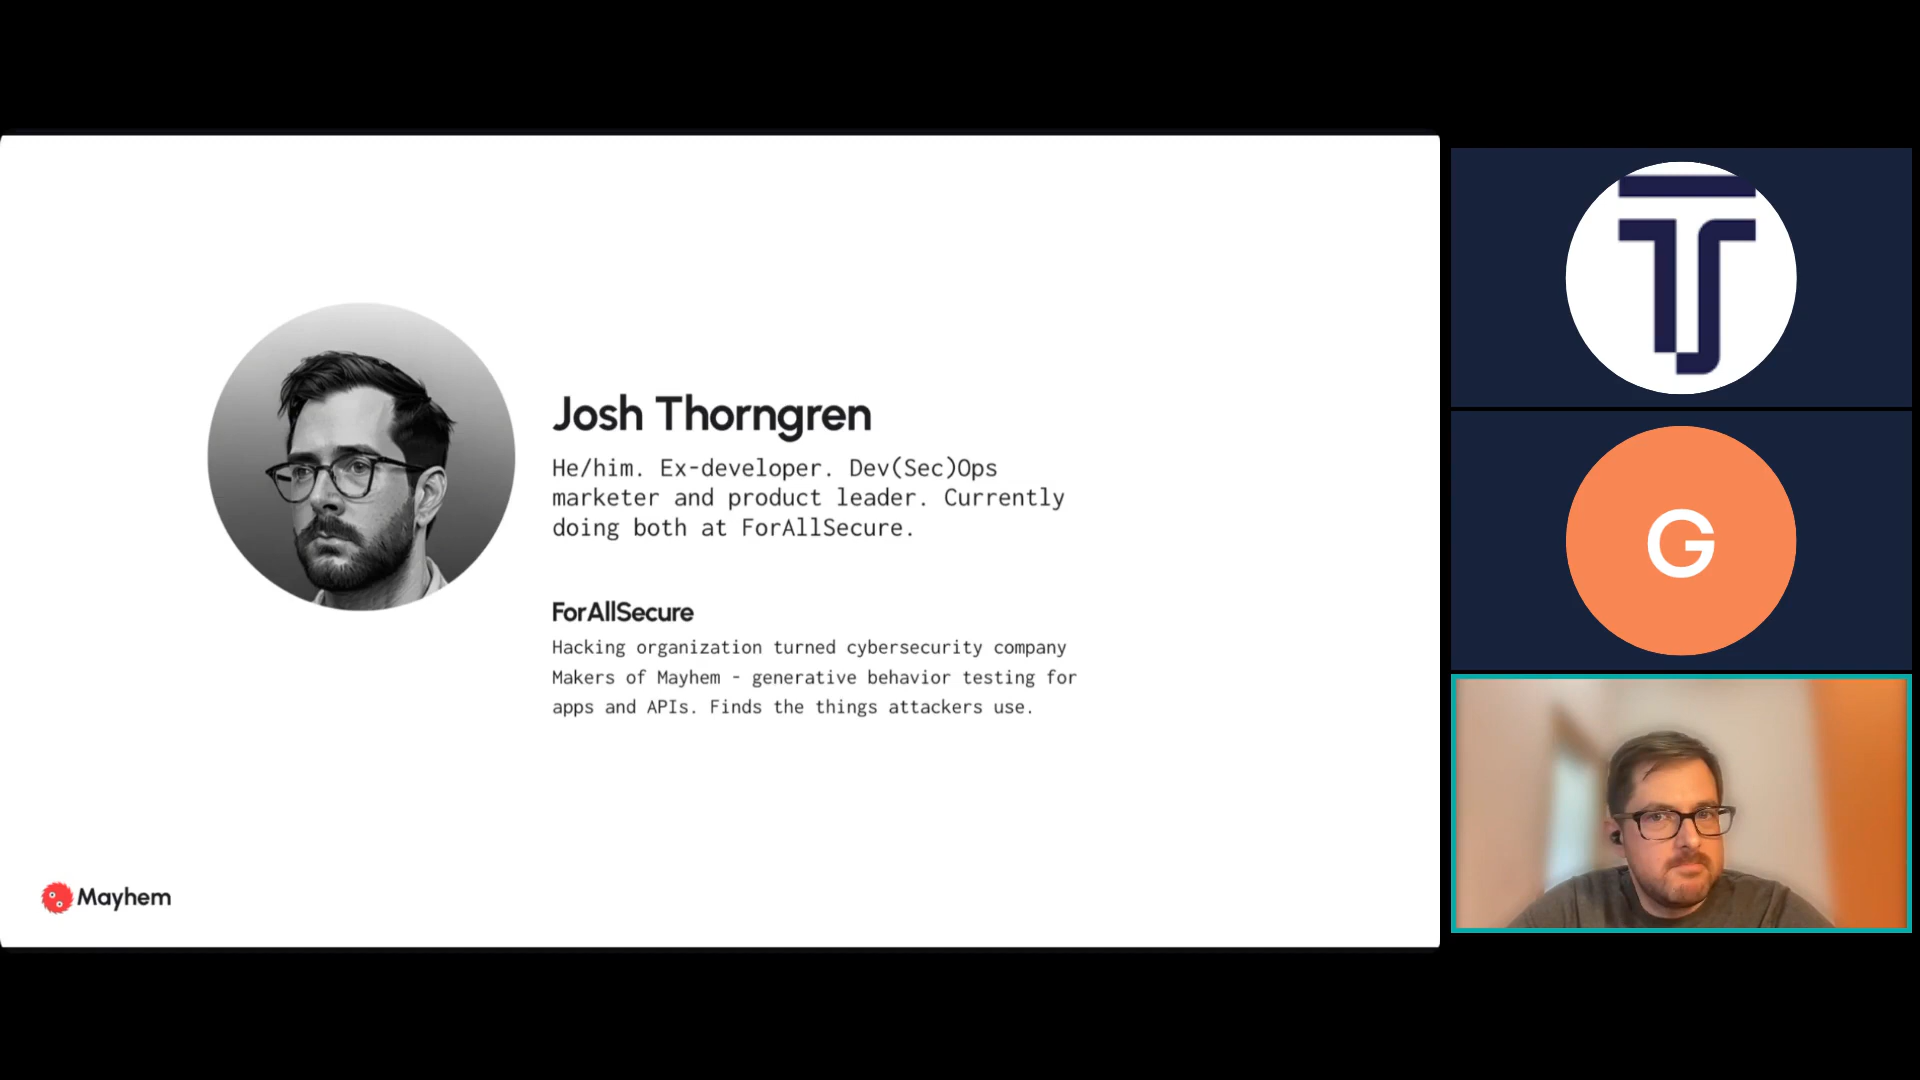 Josh Thorngren
He/him. Ex-developer. Dev(Sec)Ops
marketer and product leader. Currently
doing both at ForAllSecure.
ForAllSecure
Hacking organization turned cybersecurity company
Makers of Mayhem - generative behavior testing for
apps and APIs. Finds the things attackers use.
Mayhem
TS
G